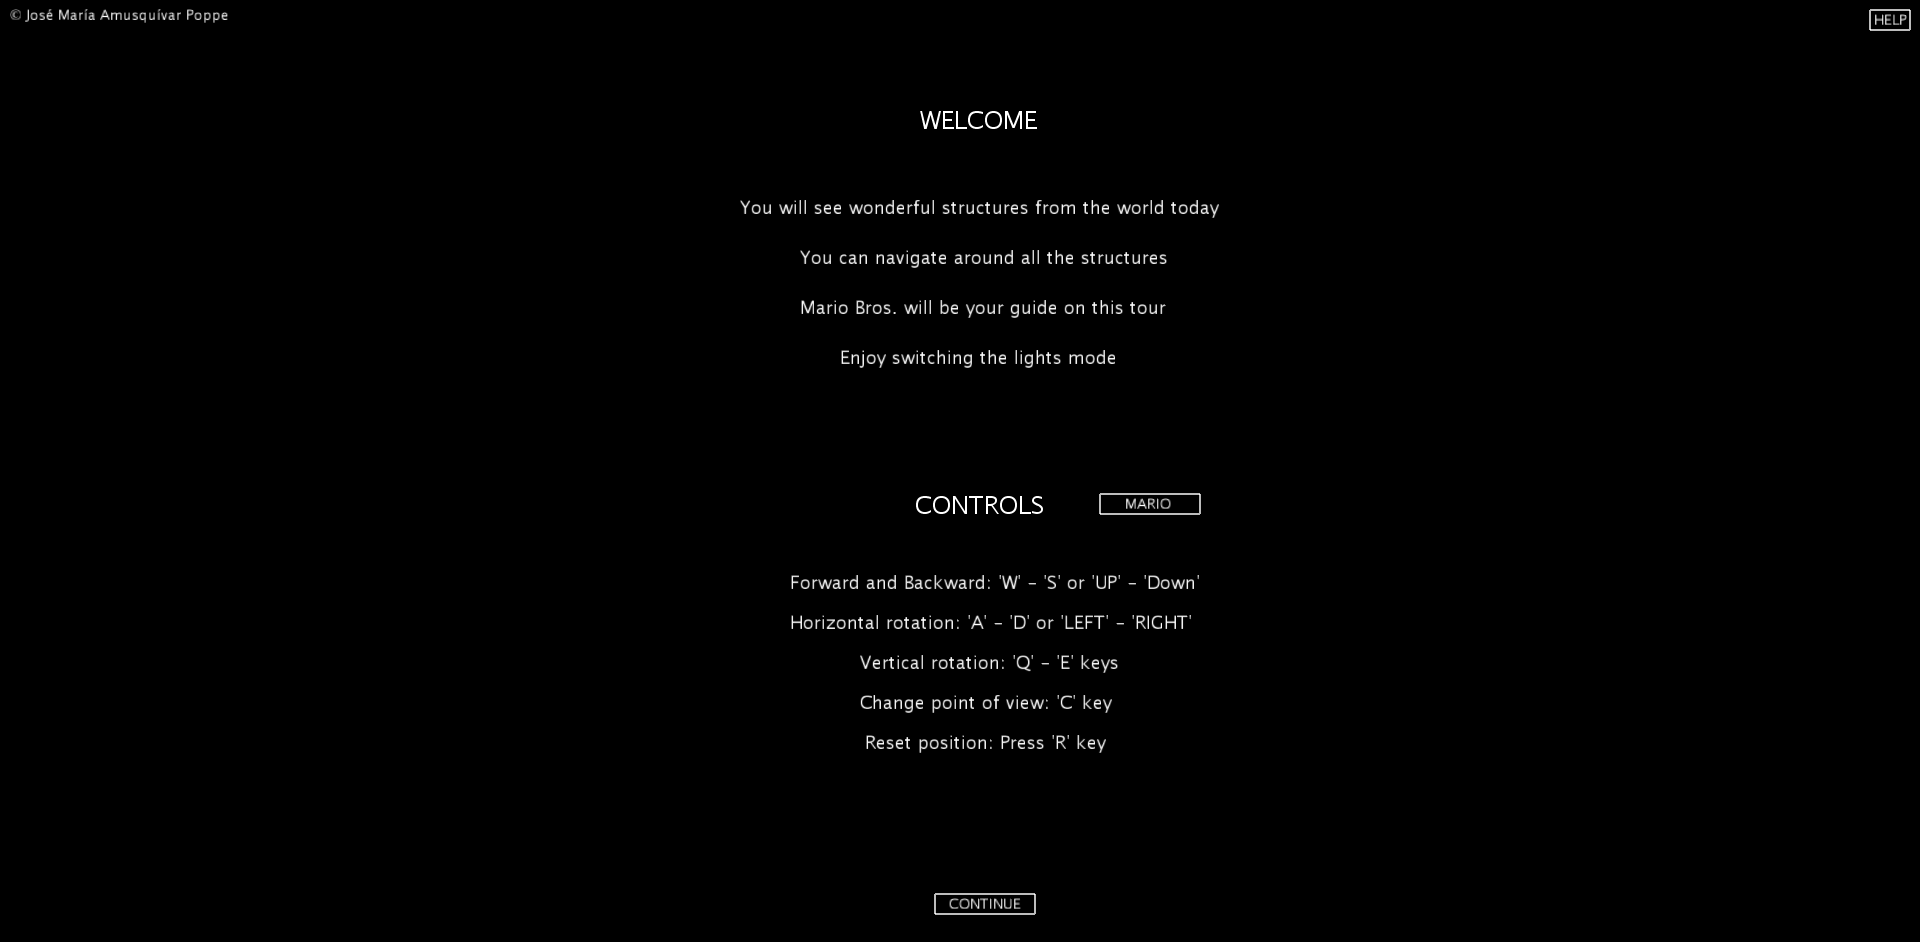 © José María Amusquívar Poppe
HELP
WELCOME
You will see wonderful structures from the world today
You can navigate around all the structures
Mario Bros. will be your guide on this tour
Enjoy switching the lights mode
CONTROLS
MARIO
Forward and Backward: 'W' – 'S' or 'UP' – 'Down'
Horizontal rotation: 'A' – 'D' or 'LEFT' – 'RIGHT'
Vertical rotation: 'Q' – 'E' keys
Change point of view: 'C' key
Reset position: Press 'R' key
CONTINUE